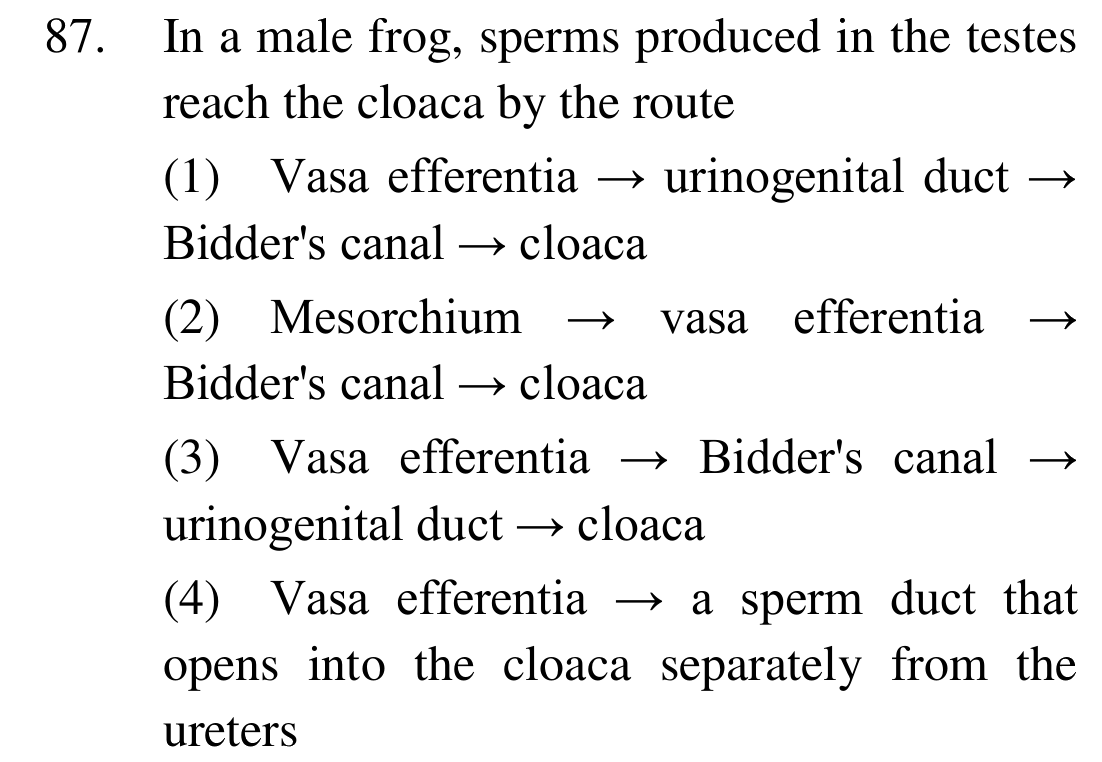 87. In a male frog, sperms produced in the testes
reach the cloaca by the route
(1) Vasa efferentia → urinogenital duct →
Bidder's canal → cloaca
(2) Mesorchium → vasa efferentia →
Bidder's canal → cloaca
(3) Vasa efferentia → Bidder's canal →
urinogenital duct → cloaca
(4) Vasa efferentia → a sperm duct that
opens into the cloaca separately from the
ureters